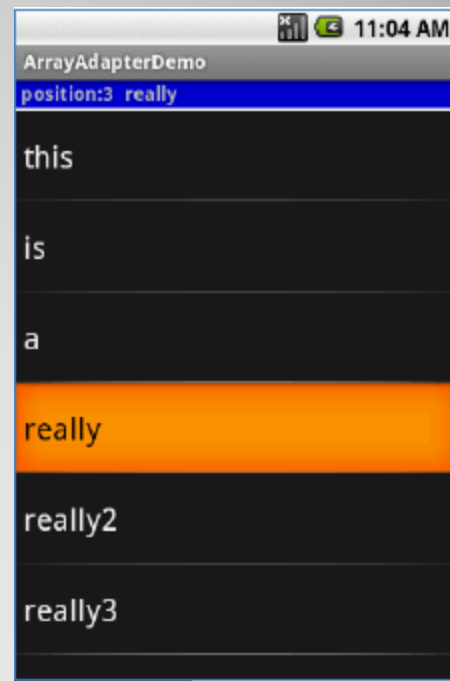 11:04 AM
ArrayAdapterDemo
position:3 really
this
is
a
really
really2
really3